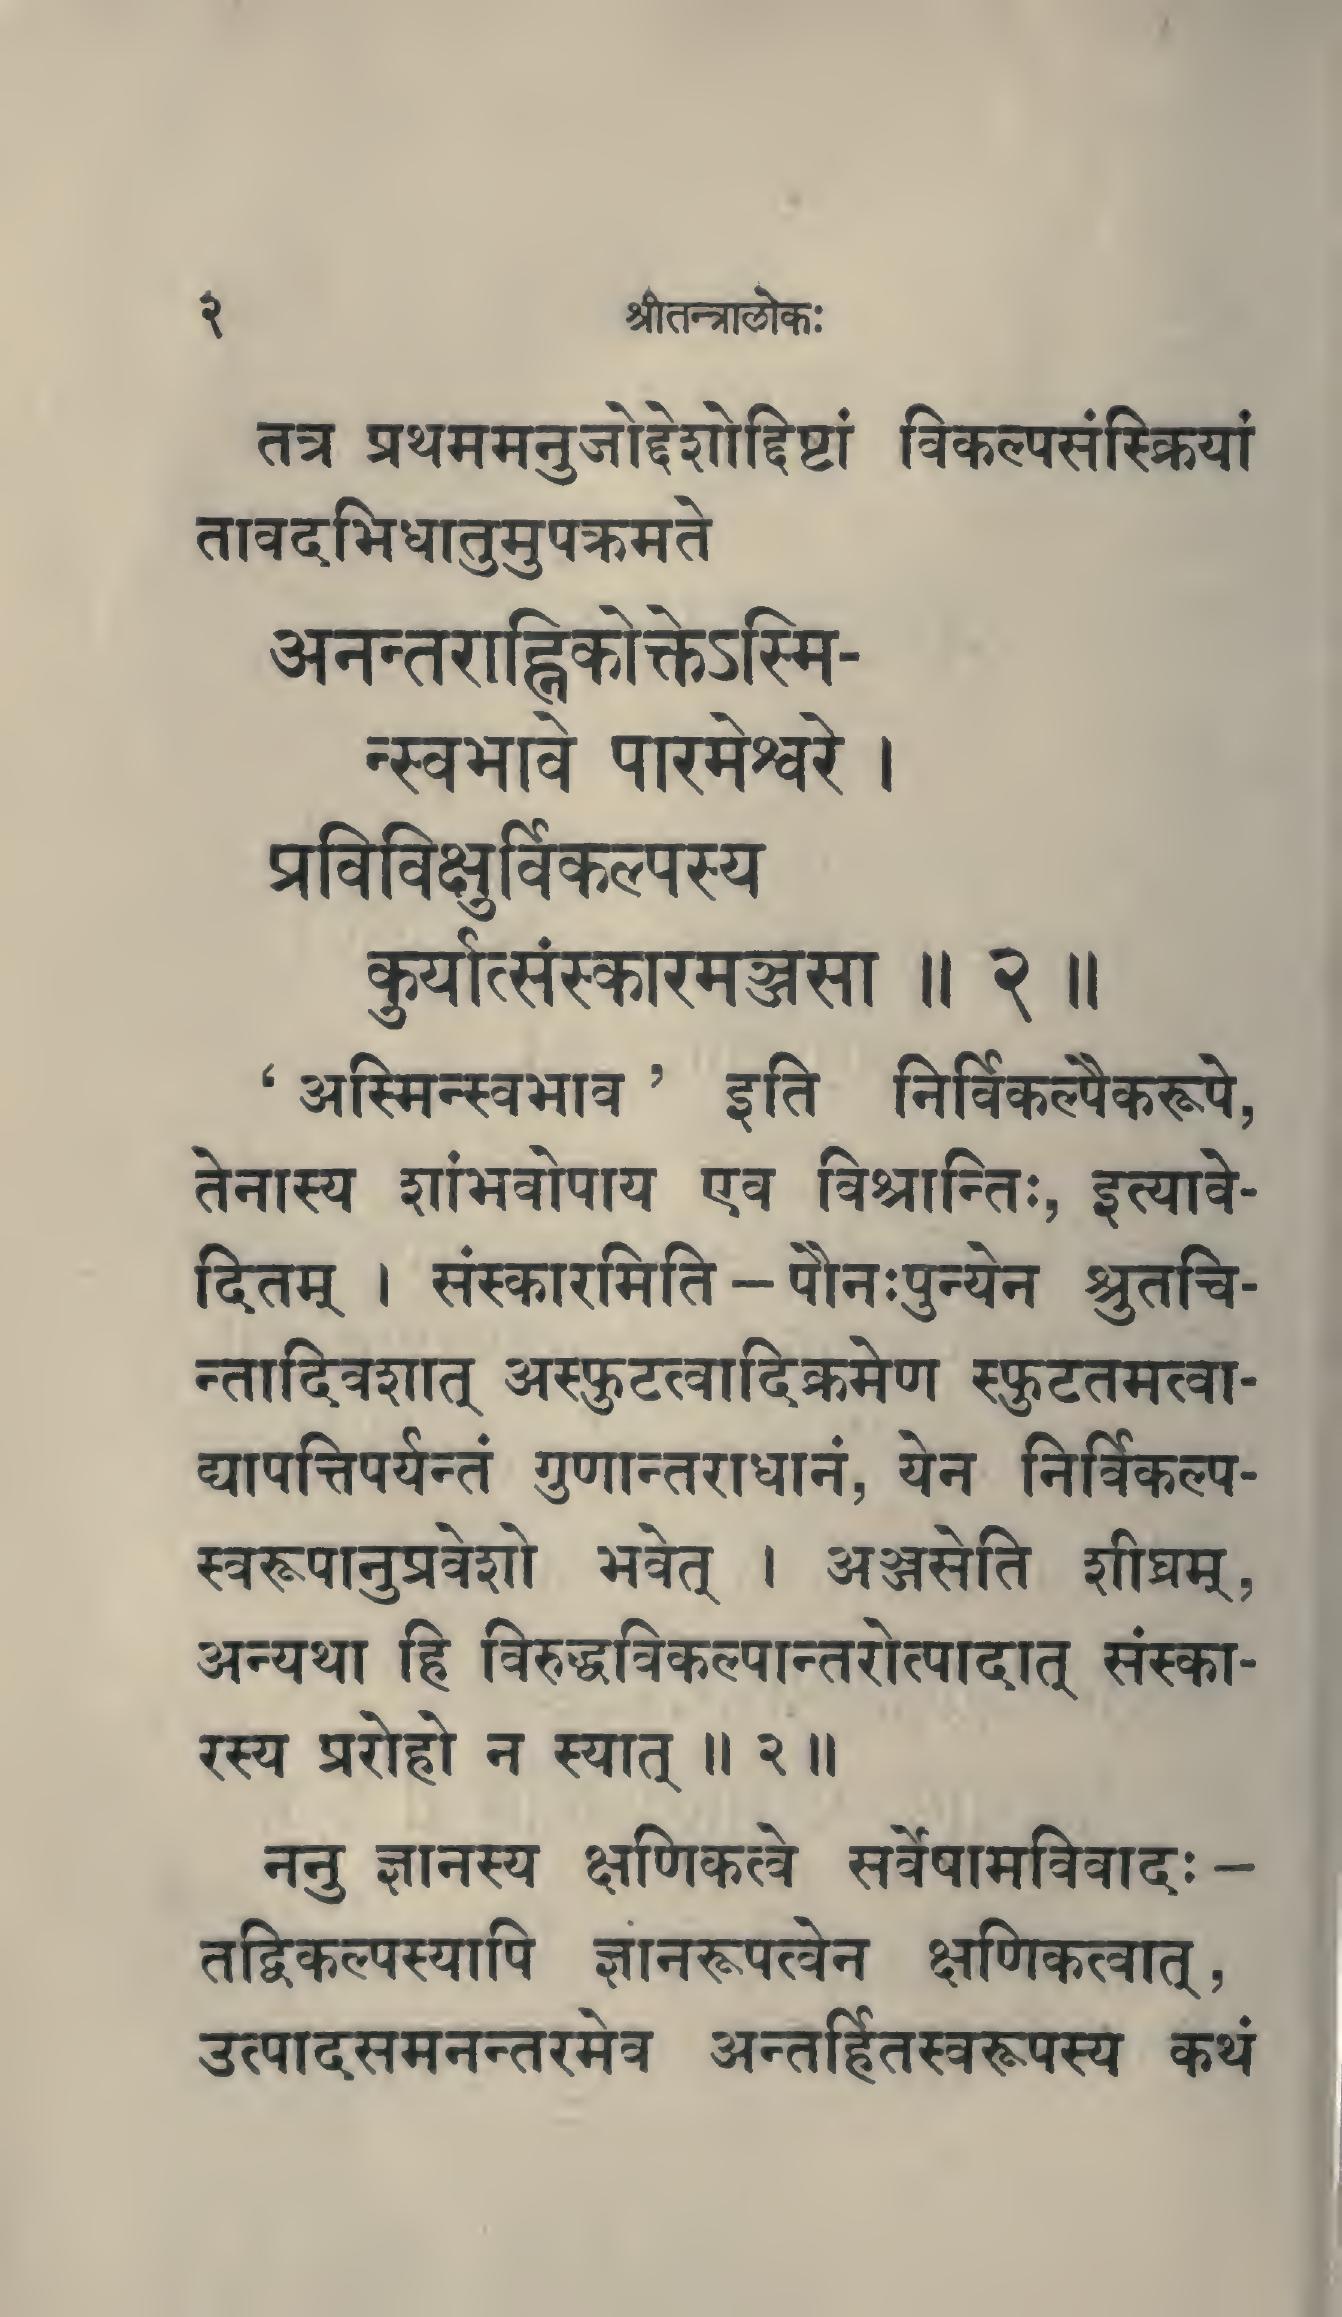 २ श्रीतन्त्रालोकः
तत्र प्रथममनुजोद्देशोद्दिष्टां विकल्पसंस्क्रियां
तावदभिधातुमुपक्रमते
अनन्तराह्निकोक्तेऽस्मि-
न्स्वभावे पारमेश्वरे ।
प्रविविक्षुर्विकल्पस्य
कुर्यात्संस्कारमञ्जसा ॥ २ ॥
‘ अस्मिन्स्वभाव ’ इति निर्विकल्पैकरूपे,
तेनास्य शांभवोपाय एव विश्रान्तिः, इत्यावे-
दितम् । संस्कारमिति – पौनःपुन्येन श्रुतचि-
न्तादिवशात् अस्फुटत्वादिक्रमेण स्फुटतमत्वा-
द्यापत्तिपर्यन्तं गुणान्तराधानं, येन निर्विकल्प-
स्वरूपानुप्रवेशो भवेत् । अञ्जसेति शीघ्रम्,
अन्यथा हि विरुद्धविकल्पान्तरोत्पादात् संस्का-
रस्य प्ररोहो न स्यात् ॥ २ ॥
ननु ज्ञानस्य क्षणिकत्वे सर्वेषामविवादः –
तद्विकल्पस्यापि ज्ञानरूपत्वेन क्षणिकत्वात्,
उत्पादसमनन्तरमेव अन्तर्हितस्वरूपस्य कथं